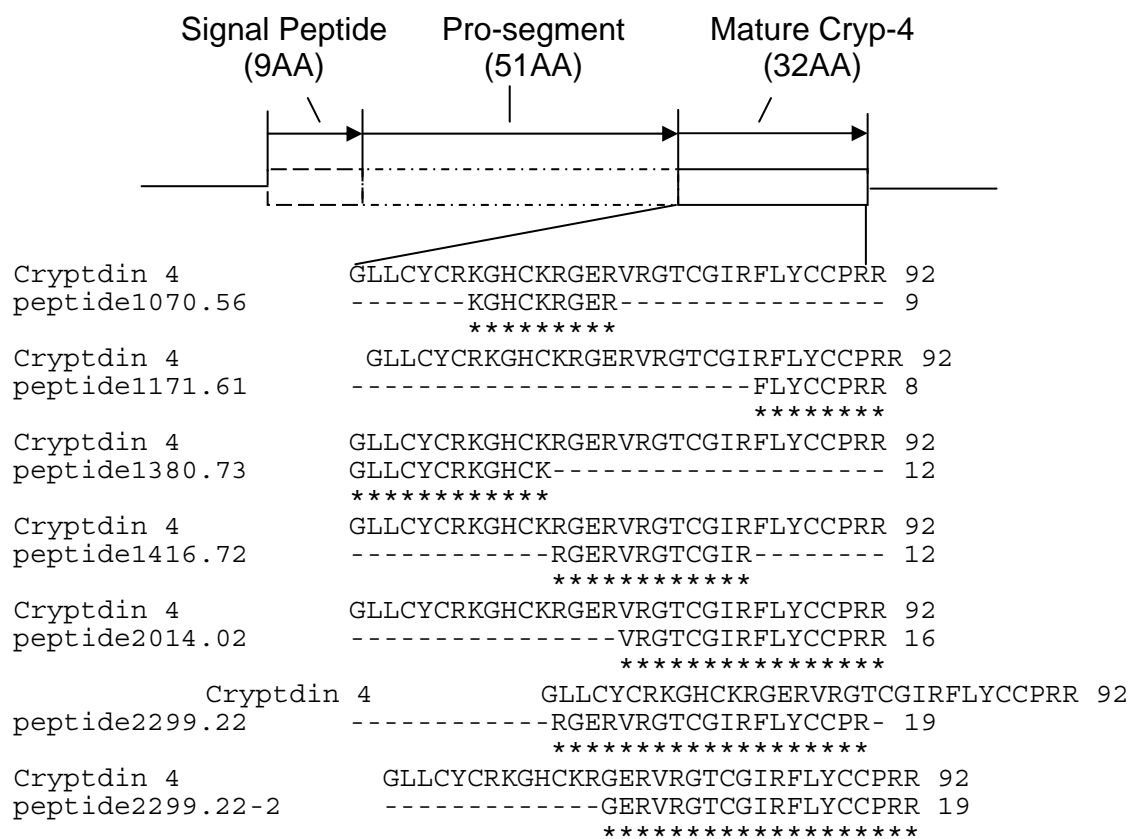 Signal Peptide Pro-segment Mature Cryp-4
(9AA) (51AA) (32AA)
Cryptdin 4 GLLCYCRKGHCKRGERVRGTCGIRFLYCCPRR 92
peptide1070.56 -------KGHCKRGER---------------- 9
*********
Cryptdin 4 GLLCYCRKGHCKRGERVRGTCGIRFLYCCPRR 92
peptide1171.61 ------------------------FLYCCPRR 8
********
Cryptdin 4 GLLCYCRKGHCKRGERVRGTCGIRFLYCCPRR 92
peptide1380.73 GLLCYCRKGHCK-------------------- 12
************
Cryptdin 4 GLLCYCRKGHCKRGERVRGTCGIRFLYCCPRR 92
peptide1416.72 ------------RGERVRGTCGIR-------- 12
************
Cryptdin 4 GLLCYCRKGHCKRGERVRGTCGIRFLYCCPRR 92
peptide2014.02 ----------------VRGTCGIRFLYCCPRR 16
****************
Cryptdin 4 GLLCYCRKGHCKRGERVRGTCGIRFLYCCPRR 92
peptide2299.22 ------------RGERVRGTCGIRFLYCCPR- 19
*******************
Cryptdin 4 GLLCYCRKGHCKRGERVRGTCGIRFLYCCPRR 92
peptide2299.22-2 -------------GERVRGTCGIRFLYCCPRR 19
*******************